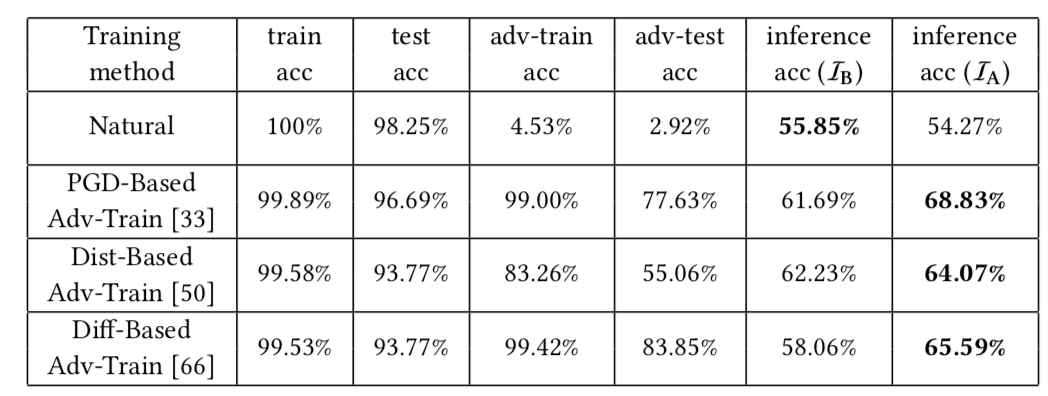 Training method train acc test acc adv-train acc adv-test acc inference acc (𝓘B) inference acc (𝓘A)
Natural 100% 98.25% 4.53% 2.92% 55.85% 54.27%
PGD-Based Adv-Train [33] 99.89% 96.69% 99.00% 77.63% 61.69% 68.83%
Dist-Based Adv-Train [50] 99.58% 93.77% 83.26% 55.06% 62.23% 64.07%
Diff-Based Adv-Train [66] 99.53% 93.77% 99.42% 83.85% 58.06% 65.59%